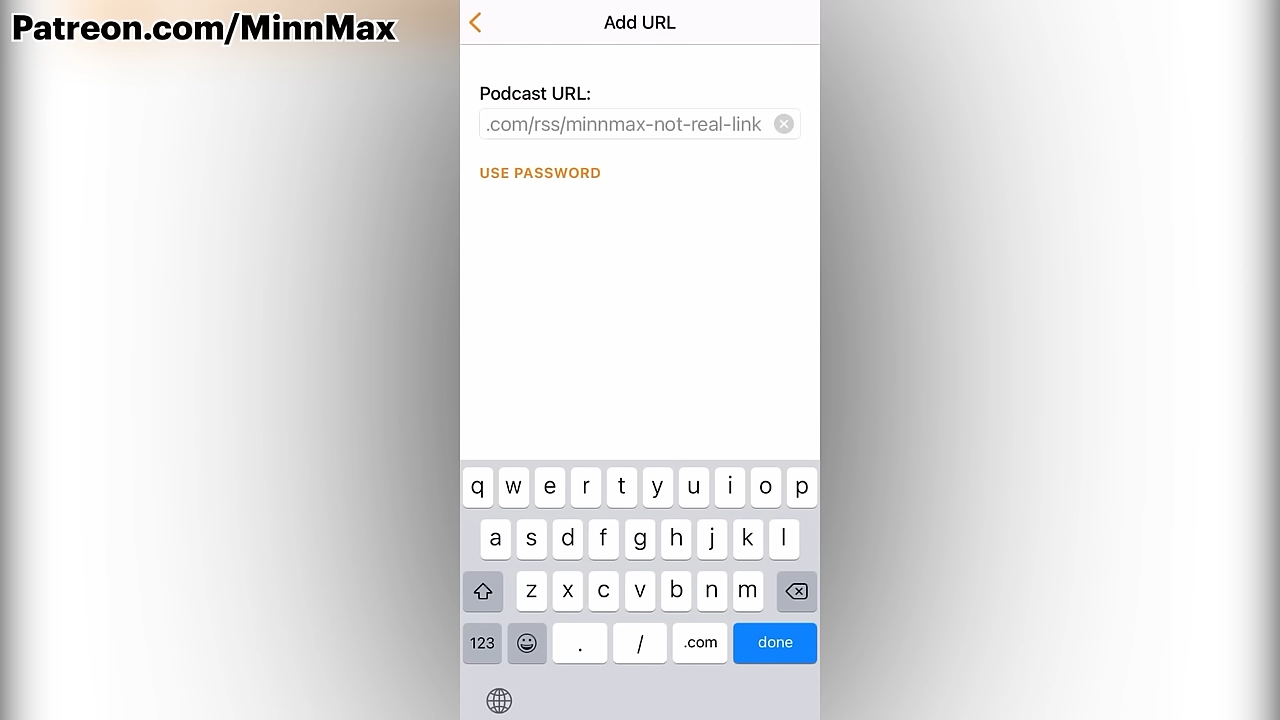 Patreon.com/MinnMax
Add URL
Podcast URL:
.com/rss/minnmax-not-real-link
USE PASSWORD
q w e r t y u i o p
a s d f g h j k l
z x c v b n m
123 . / .com done